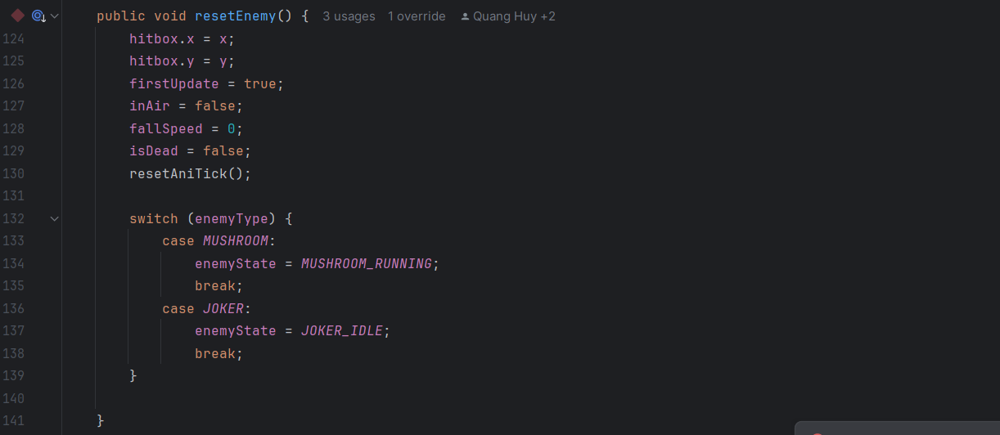 public void resetEnemy() { 3 usages 1 override Quang Huy +2
124 hitbox.x = x;
125 hitbox.y = y;
126 firstUpdate = true;
127 inAir = false;
128 fallSpeed = 0;
129 isDead = false;
130 resetAniTick();
131
132 switch (enemyType) {
133 case MUSHROOM:
134 enemyState = MUSHROOM_RUNNING;
135 break;
136 case JOKER:
137 enemyState = JOKER_IDLE;
138 break;
139 }
140
141 }